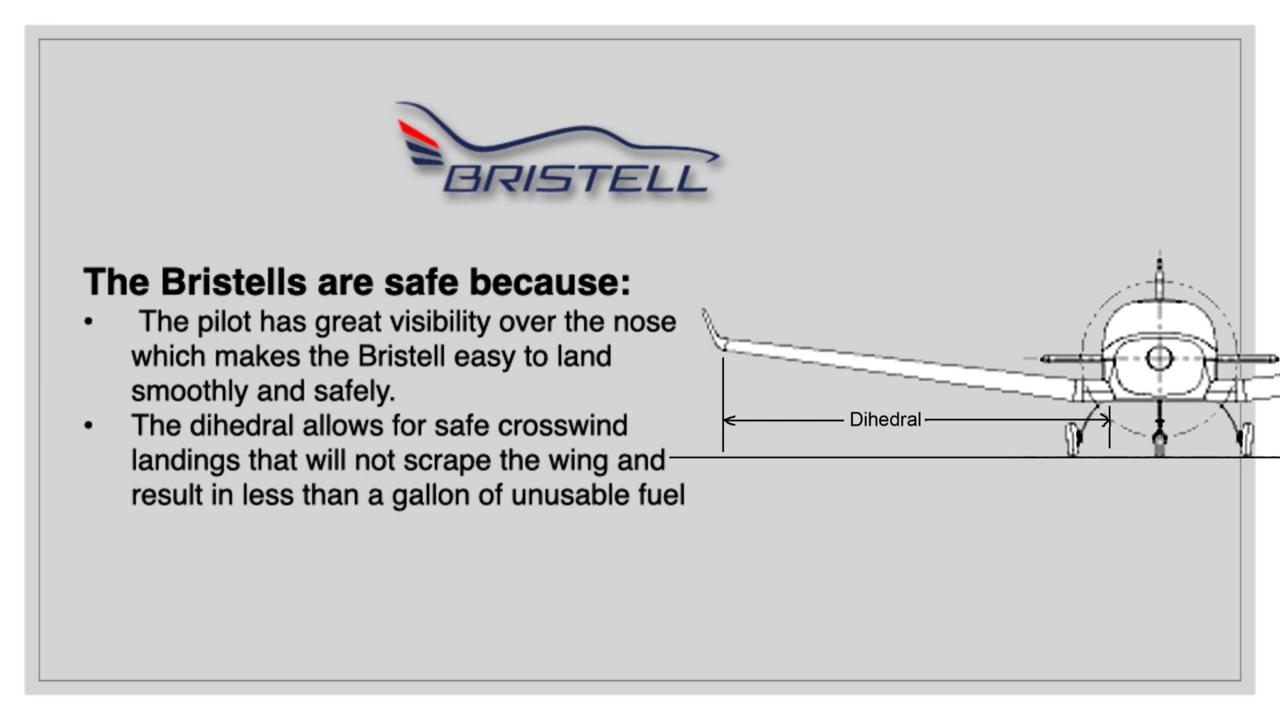 BRISTELL
The Bristells are safe because:
• The pilot has great visibility over the nose
which makes the Bristell easy to land
smoothly and safely.
• The dihedral allows for safe crosswind
landings that will not scrape the wing and
result in less than a gallon of unusable fuel
Dihedral